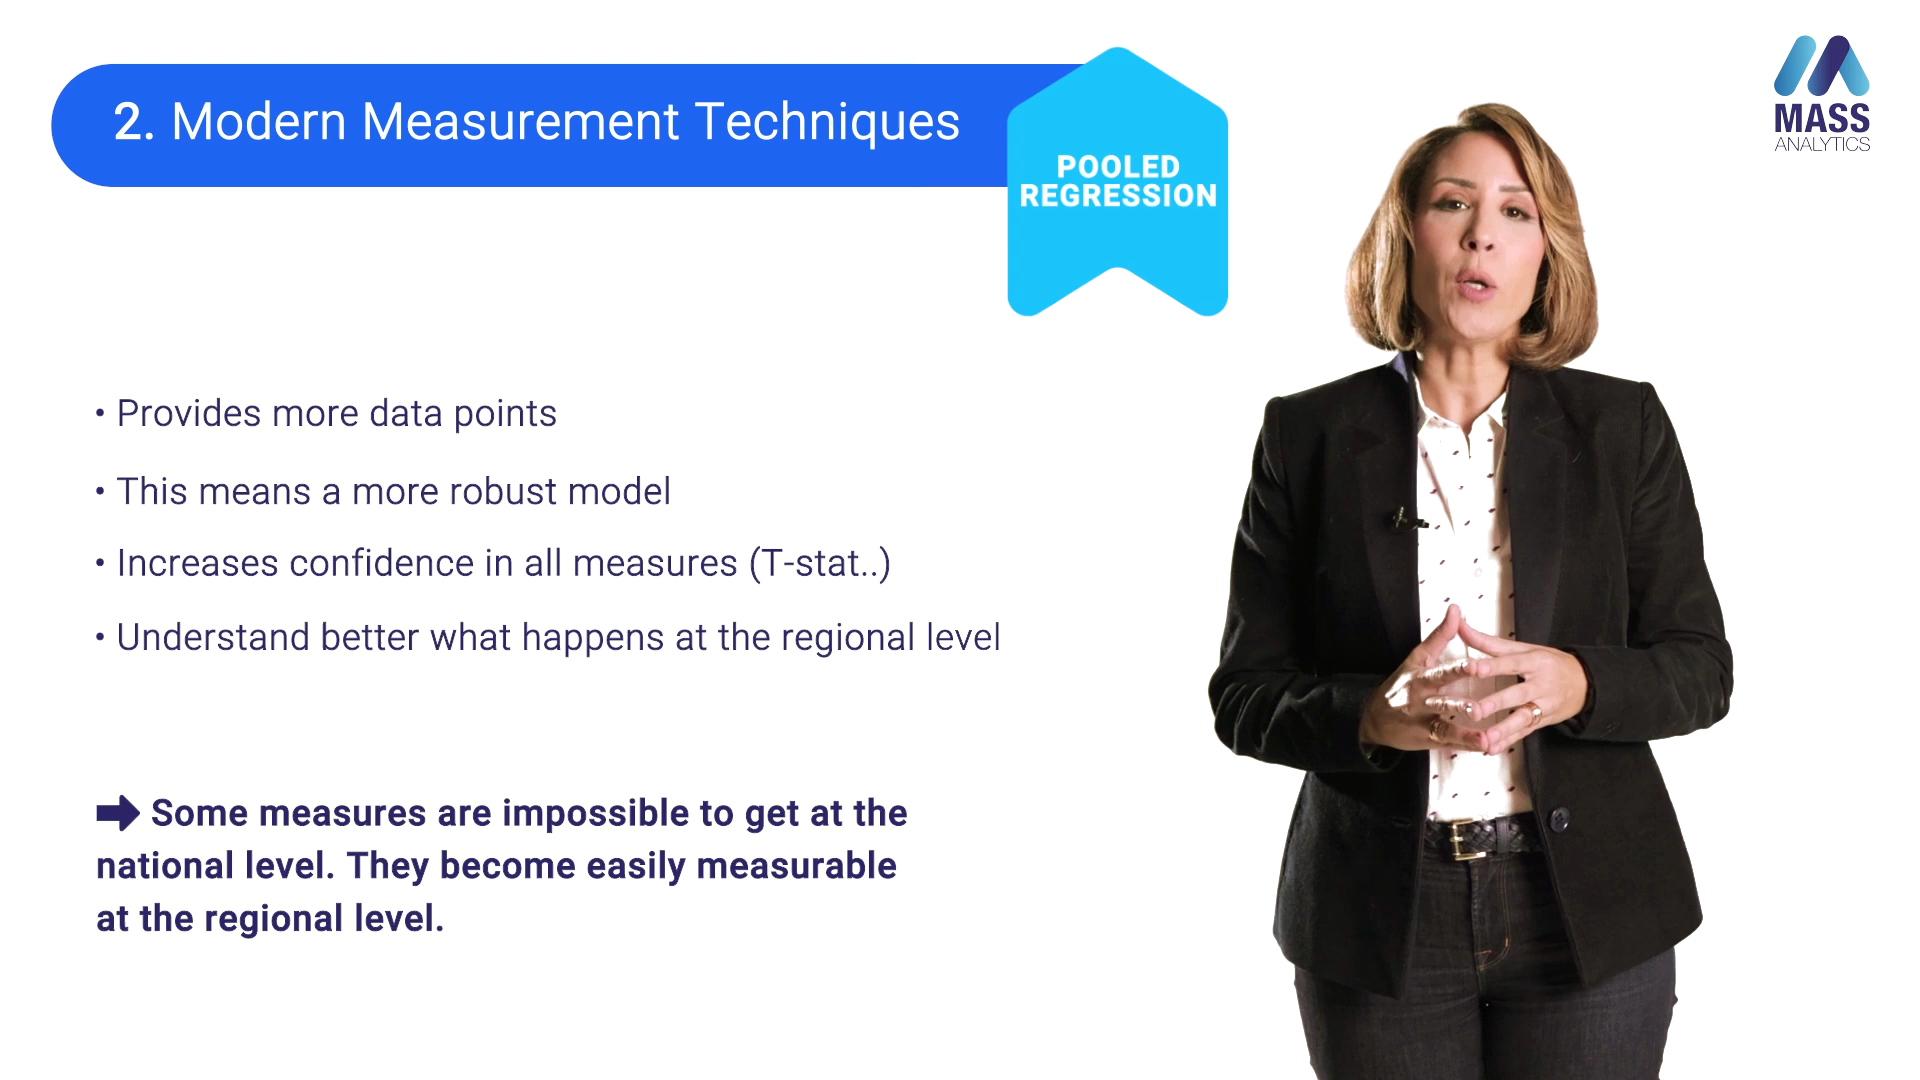 2. Modern Measurement Techniques
POOLED
REGRESSION
MASS
ANALYTICS
• Provides more data points
• This means a more robust model
• Increases confidence in all measures (T-stat..)
• Understand better what happens at the regional level
Some measures are impossible to get at the
national level. They become easily measurable
at the regional level.